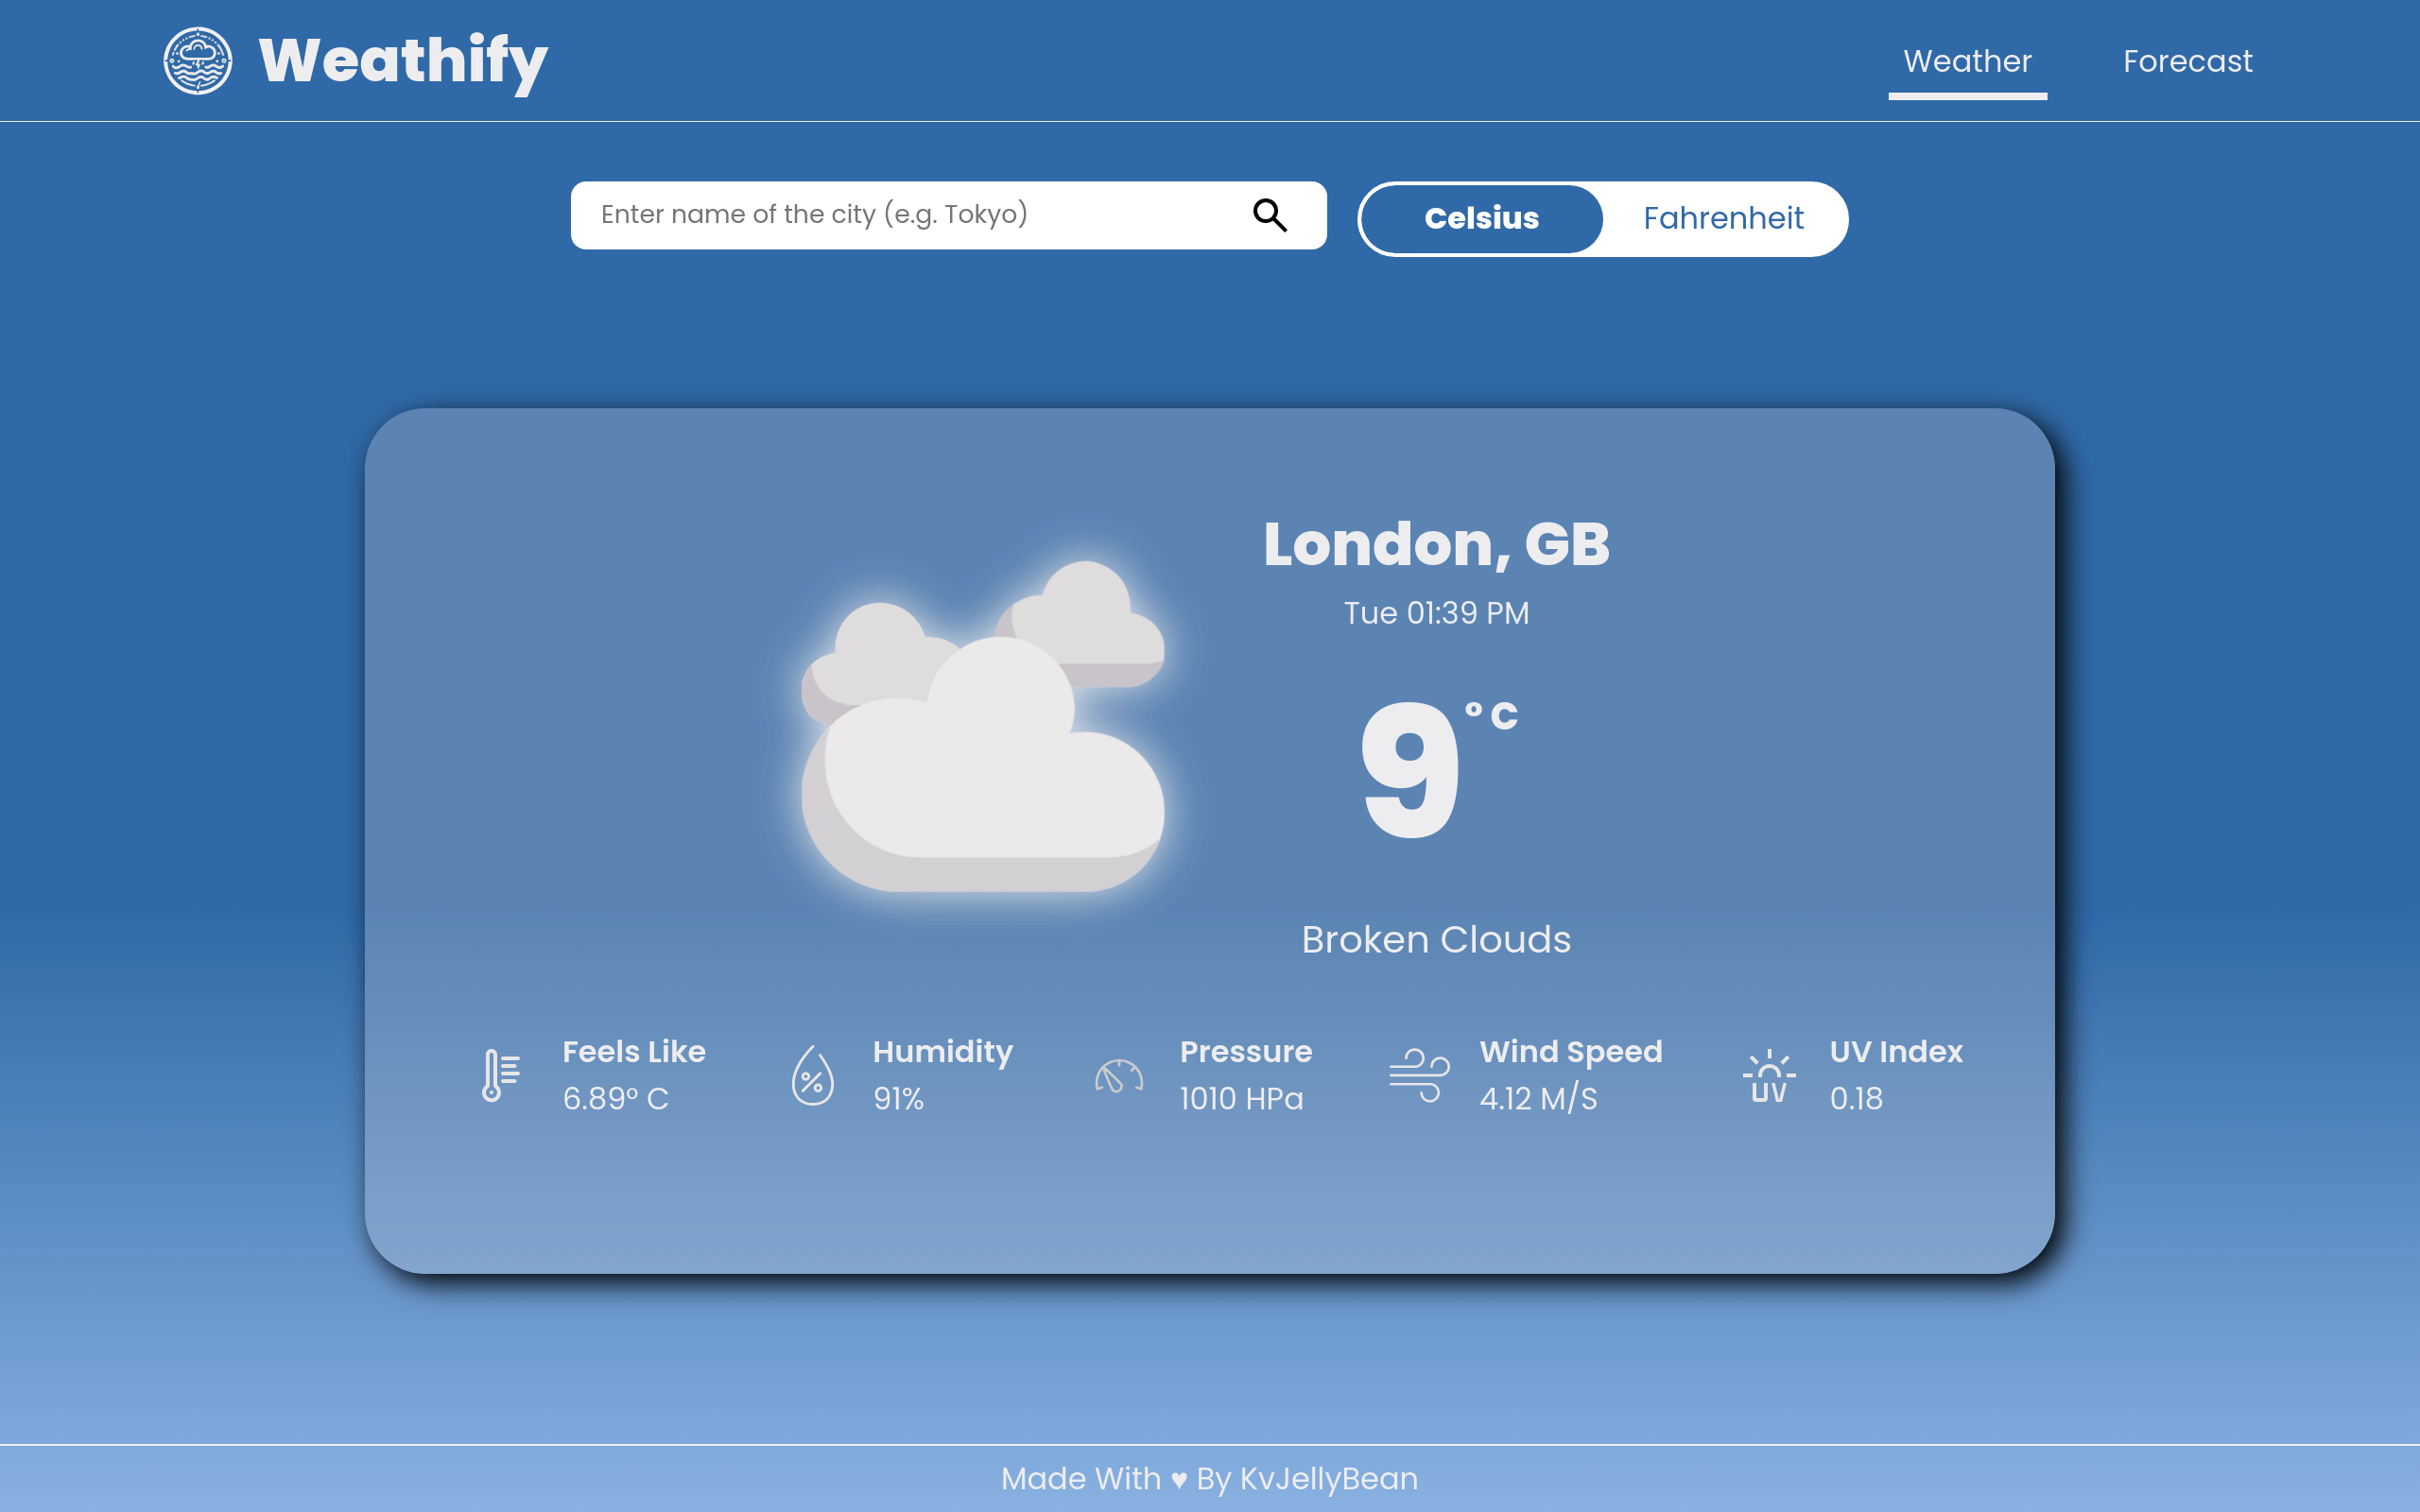 Weathify
Weather
Forecast
Enter name of the city (e.g. Tokyo)
Celsius
Fahrenheit
London, GB
Tue 01:39 PM
9° C
Broken Clouds
Feels Like
6.89° C
Humidity
91%
Pressure
1010 HPa
Wind Speed
4.12 M/S
UV
UV Index
0.18
Made With ♥ By KvJellyBean